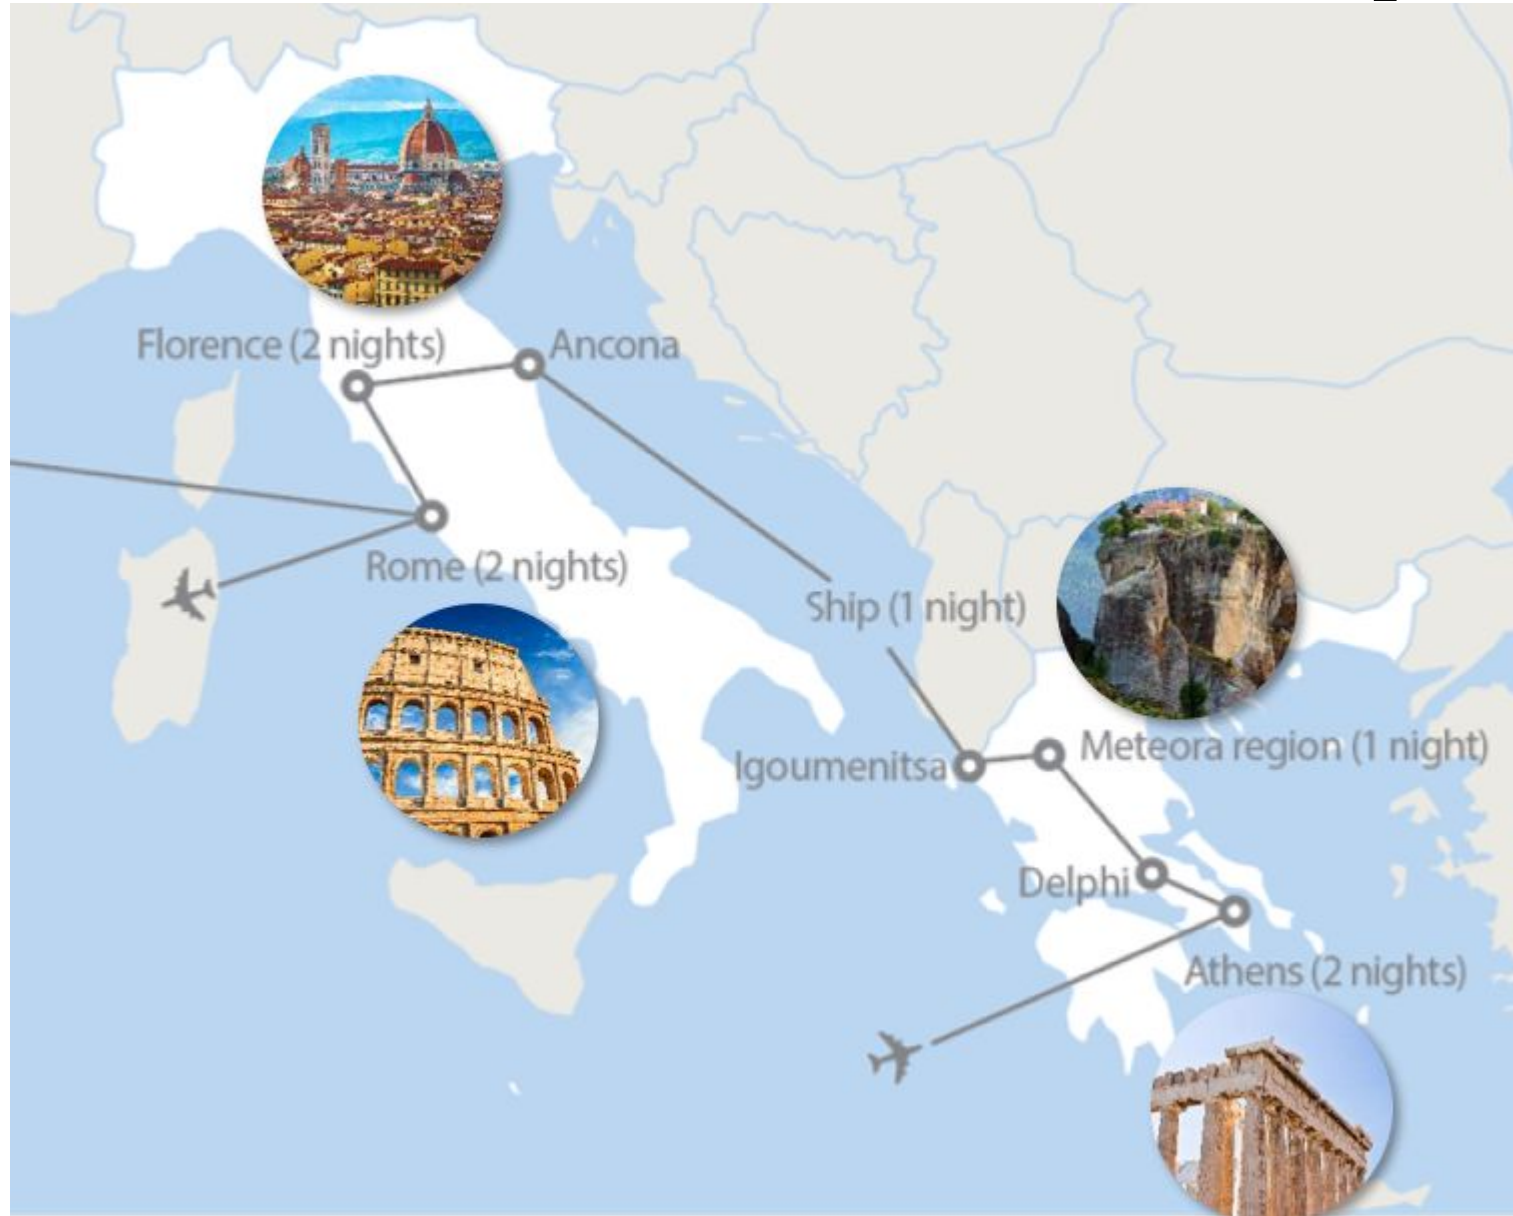 Florence (2 nights)
Ancona
Rome (2 nights)
Ship (1 night)
Igoumenitsa
Meteora region (1 night)
Delphi
Athens (2 nights)